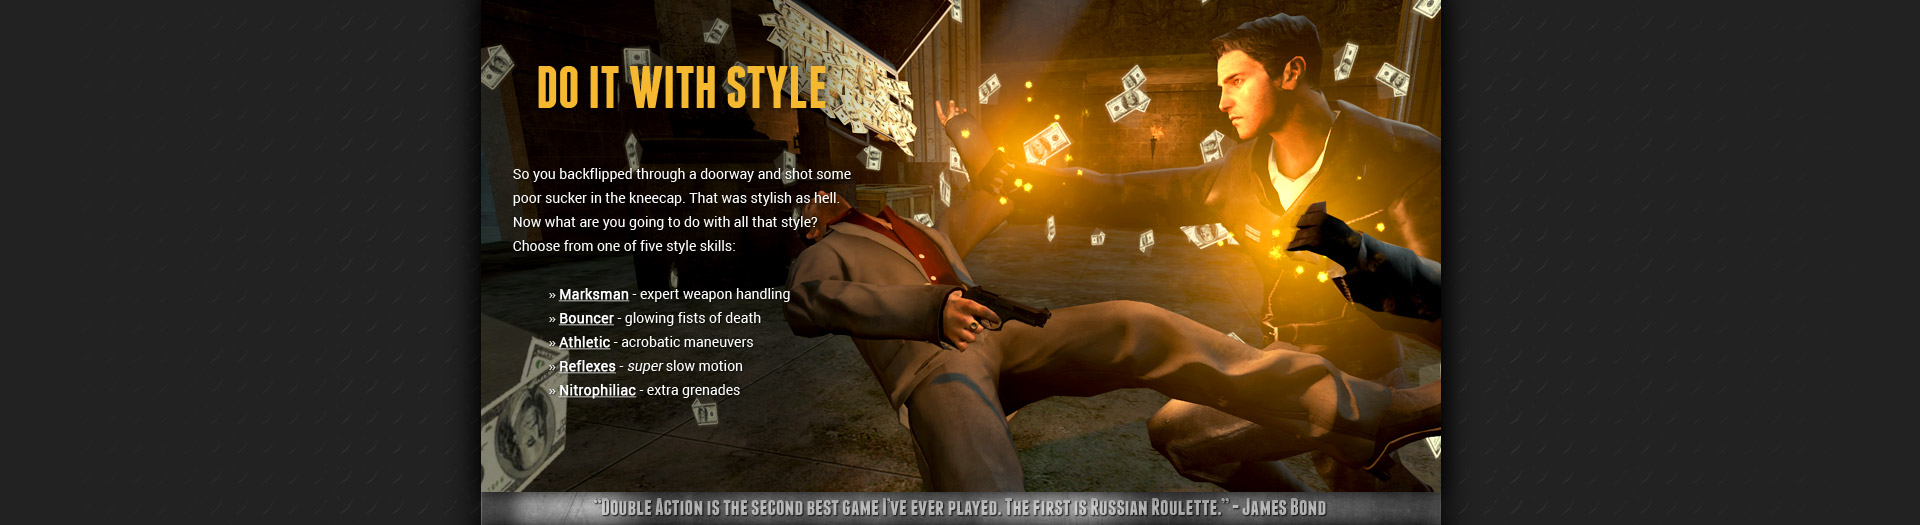 DO IT WITH STYLE
So you backflipped through a doorway and shot some
poor sucker in the kneecap. That was stylish as hell.
Now what are you going to do with all that style?
Choose from one of five style skills:
» Marksman - expert weapon handling
» Bouncer - glowing fists of death
» Athletic - acrobatic maneuvers
» Reflexes - super slow motion
» Nitrophiliac - extra grenades
“Double Action is the second best game I've ever played. The first is Russian Roulette.” - James Bond